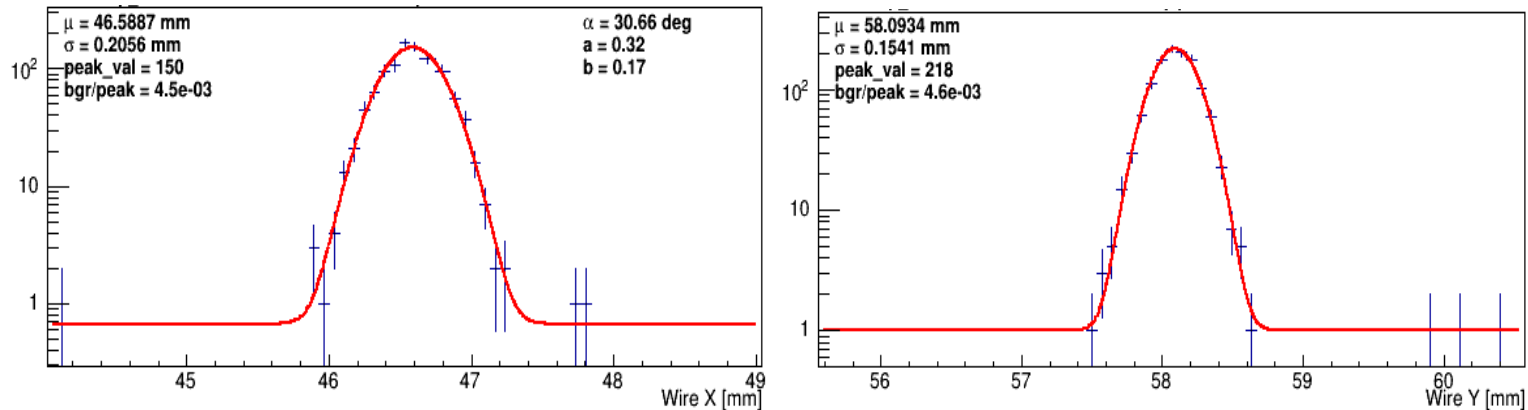 μ = 46.5887 mm
σ = 0.2056 mm
peak_val = 150
bgr/peak = 4.5e-03
α = 30.66 deg
a = 0.32
b = 0.17
10²
10
1
45 46 47 48 49
Wire X [mm]
μ = 58.0934 mm
σ = 0.1541 mm
peak_val = 218
bgr/peak = 4.6e-03
10²
10
1
56 57 58 59 60
Wire Y [mm]